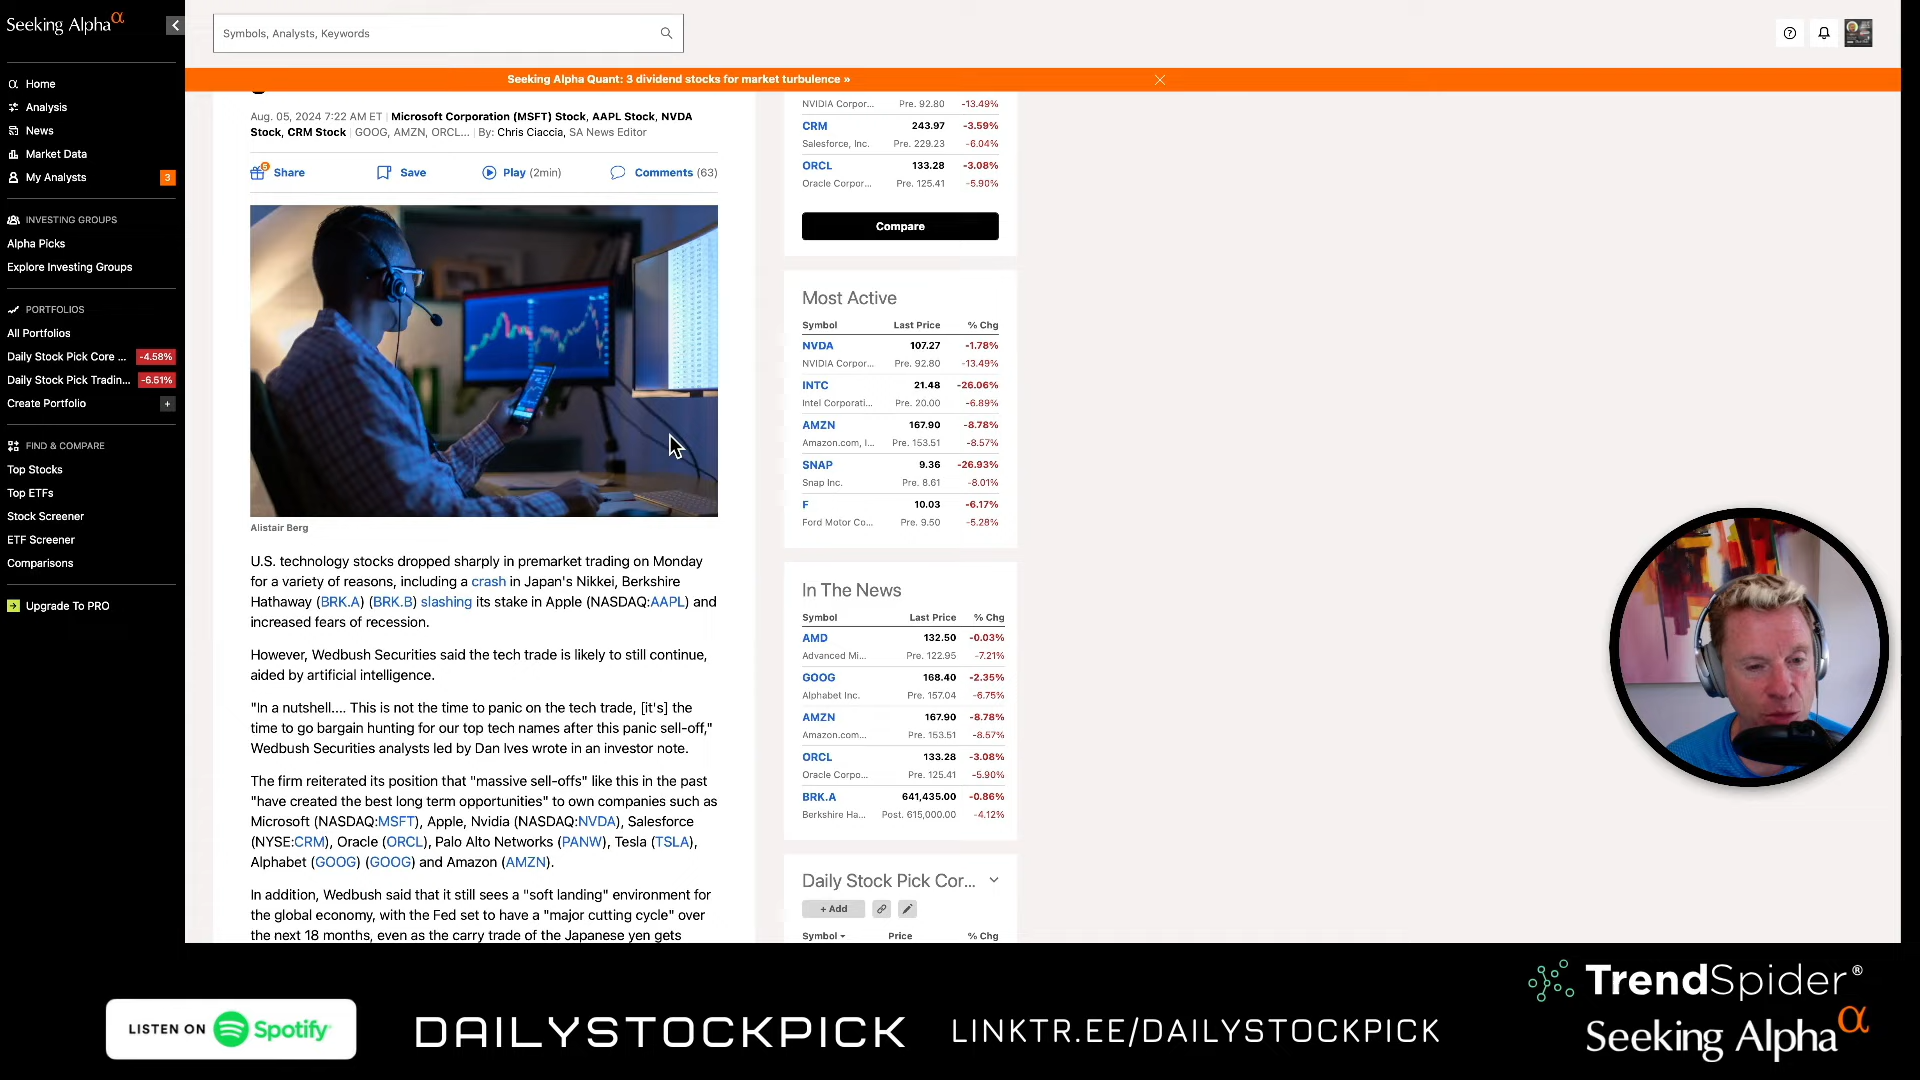 Seeking Alpha α
Symbols, Analysts, Keywords
Seeking Alpha Quant: 3 dividend stocks for market turbulence »
Home
Analysis
News
Market Data
My Analysts 3
INVESTING GROUPS
Alpha Picks
Explore Investing Groups
PORTFOLIOS
All Portfolios
Daily Stock Pick Core ... -4.58%
Daily Stock Pick Tradin... -6.51%
Create Portfolio +
FIND & COMPARE
Top Stocks
Top ETFs
Stock Screener
ETF Screener
Comparisons
Upgrade To PRO
Aug. 05, 2024 7:22 AM ET | Microsoft Corporation (MSFT) Stock, AAPL Stock, NVDA
Stock, CRM Stock | GOOG, AMZN, ORCL... | By: Chris Ciaccia, SA News Editor
Share Save Play (2min) Comments (63)
Alistair Berg
U.S. technology stocks dropped sharply in premarket trading on Monday
for a variety of reasons, including a crash in Japan's Nikkei, Berkshire
Hathaway (BRK.A) (BRK.B) slashing its stake in Apple (NASDAQ:AAPL) and
increased fears of recession.
However, Wedbush Securities said the tech trade is likely to still continue,
aided by artificial intelligence.
"In a nutshell.... This is not the time to panic on the tech trade, [it's] the
time to go bargain hunting for our top tech names after this panic sell-off,"
Wedbush Securities analysts led by Dan Ives wrote in an investor note.
The firm reiterated its position that "massive sell-offs" like this in the past
"have created the best long term opportunities" to own companies such as
Microsoft (NASDAQ:MSFT), Apple, Nvidia (NASDAQ:NVDA), Salesforce
(NYSE:CRM), Oracle (ORCL), Palo Alto Networks (PANW), Tesla (TSLA),
Alphabet (GOOG) (GOOG) and Amazon (AMZN).
In addition, Wedbush said that it still sees a "soft landing" environment for
the global economy, with the Fed set to have a "major cutting cycle" over
the next 18 months, even as the carry trade of the Japanese yen gets
NVIDIA Corpor... Pre. 92.80 -13.49%
CRM 243.97 -3.59%
Salesforce, Inc. Pre. 229.23 -6.04%
ORCL 133.28 -3.08%
Oracle Corpor... Pre. 125.41 -5.90%
Compare
Most Active
Symbol Last Price % Chg
NVDA 107.27 -1.78%
NVIDIA Corpor... Pre. 92.80 -13.49%
INTC 21.48 -26.06%
Intel Corporati... Pre. 20.00 -6.89%
AMZN 167.90 -8.78%
Amazon.com, I... Pre. 153.51 -8.57%
SNAP 9.36 -26.93%
Snap Inc. Pre. 8.61 -8.01%
F 10.03 -6.17%
Ford Motor Co... Pre. 9.50 -5.28%
In The News
Symbol Last Price % Chg
AMD 132.50 -0.03%
Advanced Mi... Pre. 122.95 -7.21%
GOOG 168.40 -2.35%
Alphabet Inc. Pre. 157.04 -6.75%
AMZN 167.90 -8.78%
Amazon.com... Pre. 153.51 -8.57%
ORCL 133.28 -3.08%
Oracle Corpo... Pre. 125.41 -5.90%
BRK.A 641,435.00 -0.86%
Berkshire Ha... Post. 615,000.00 -4.12%
Daily Stock Pick Cor...
+ Add
Symbol Price % Chg
LISTEN ON Spotify
DAILYSTOCKPICK
LINKTR.EE/DAILYSTOCKPICK
TrendSpider®
Seeking Alpha α